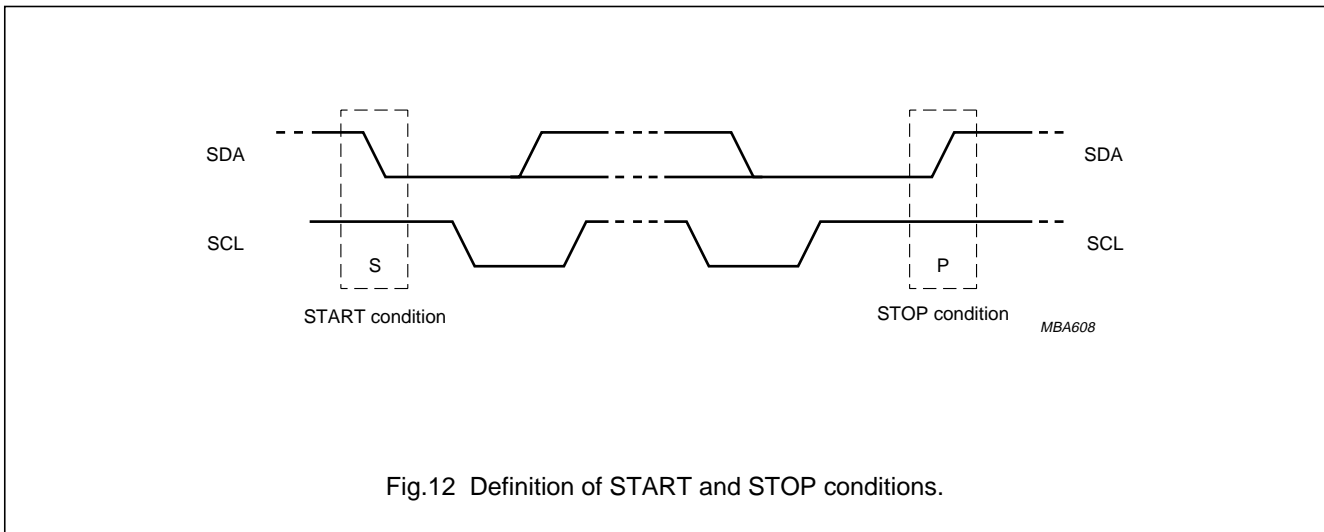 SDA
SDA
SCL
SCL
S
P
START condition
STOP condition
MBA608
Fig.12 Definition of START and STOP conditions.